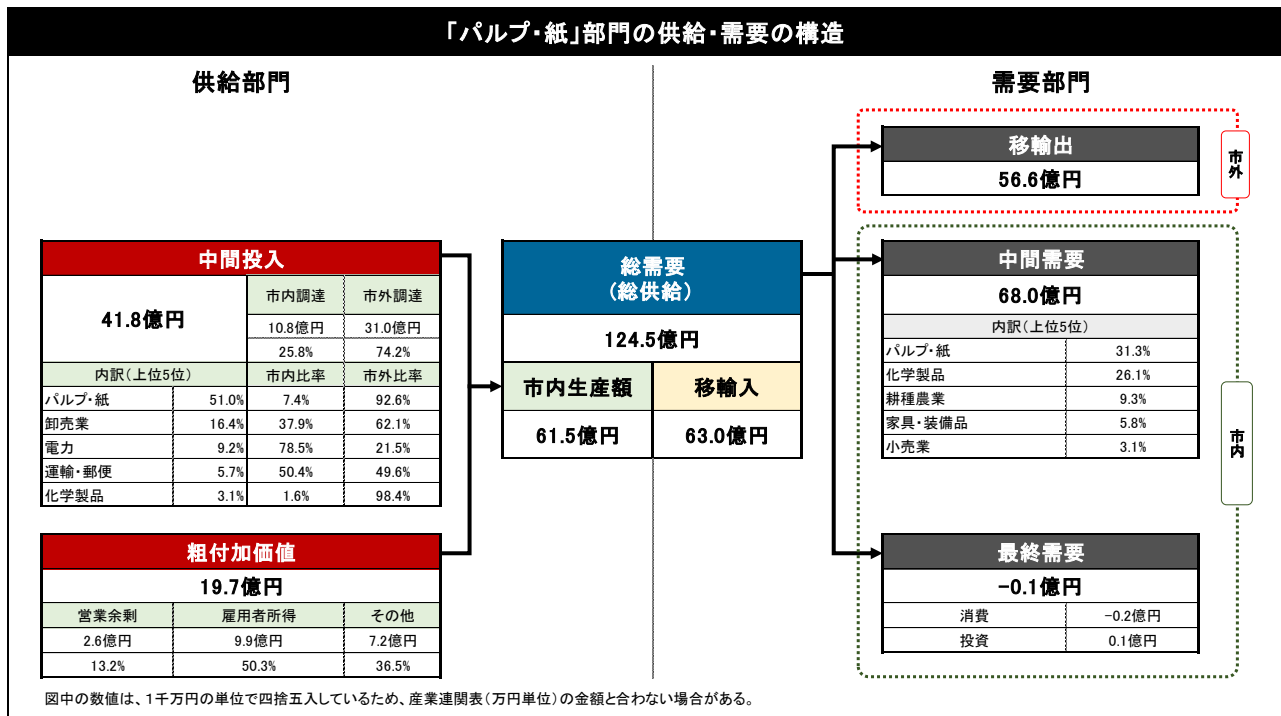 「パルプ・紙」部門の供給・需要の構造
供給部門
需要部門
移輸出
56.6億円
市外
中間投入
41.8億円
市内調達 市外調達
10.8億円 31.0億円
25.8% 74.2%
内訳(上位5位) 市内比率 市外比率
パルプ・紙 51.0% 7.4% 92.6%
卸売業 16.4% 37.9% 62.1%
電力 9.2% 78.5% 21.5%
運輸・郵便 5.7% 50.4% 49.6%
化学製品 3.1% 1.6% 98.4%
粗付加価値
19.7億円
営業余剰 雇用者所得 その他
2.6億円 9.9億円 7.2億円
13.2% 50.3% 36.5%
総需要
(総供給)
124.5億円
市内生産額 移輸入
61.5億円 63.0億円
中間需要
68.0億円
内訳(上位5位)
パルプ・紙 31.3%
化学製品 26.1%
耕種農業 9.3%
家具・装備品 5.8%
小売業 3.1%
市内
最終需要
-0.1億円
消費 -0.2億円
投資 0.1億円
図中の数値は、1千万円の単位で四捨五入しているため、産業連関表(万円単位)の金額と合わない場合がある。